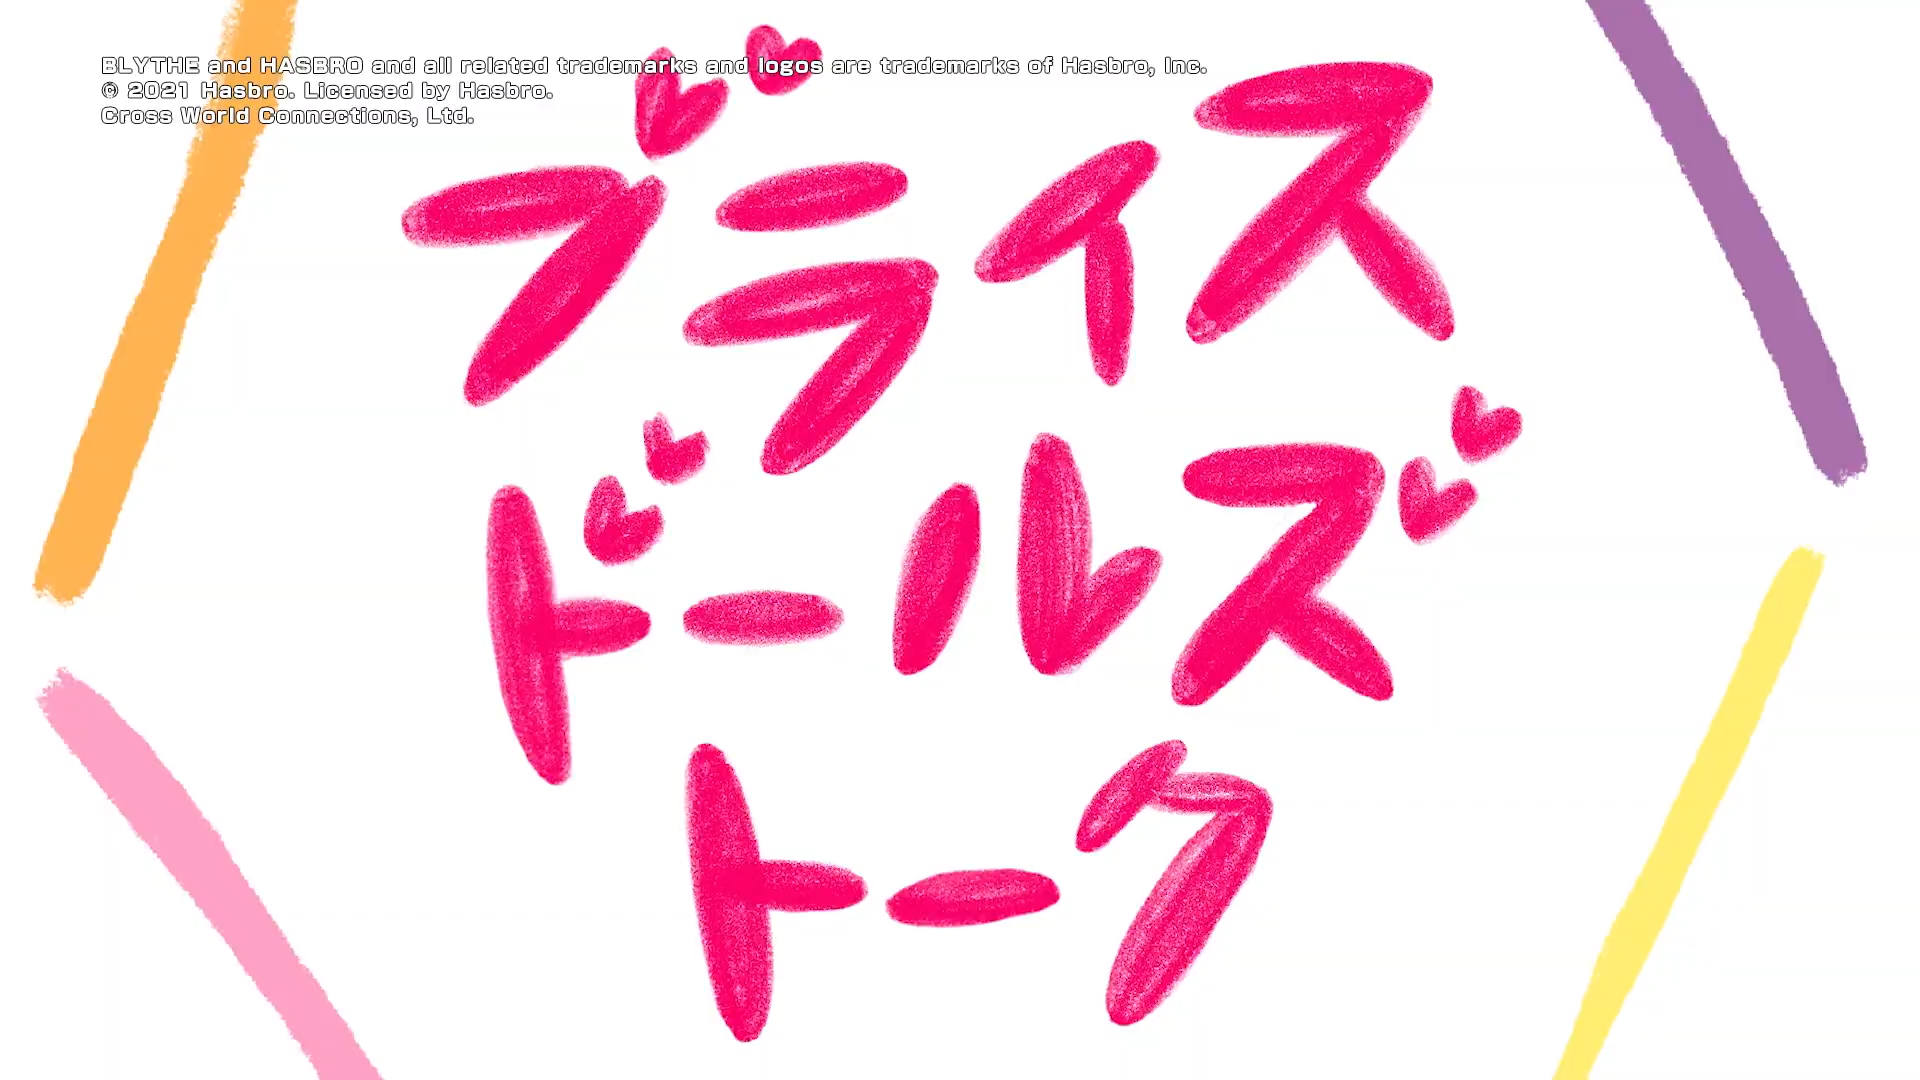 BLYTHE and HASBRO and all related trademarks and logos are trademarks of Hasbro, Inc.
© 2021 Hasbro. Licensed by Hasbro.
Cross World Connections, Ltd.
ブライス
ドールズ
トーク